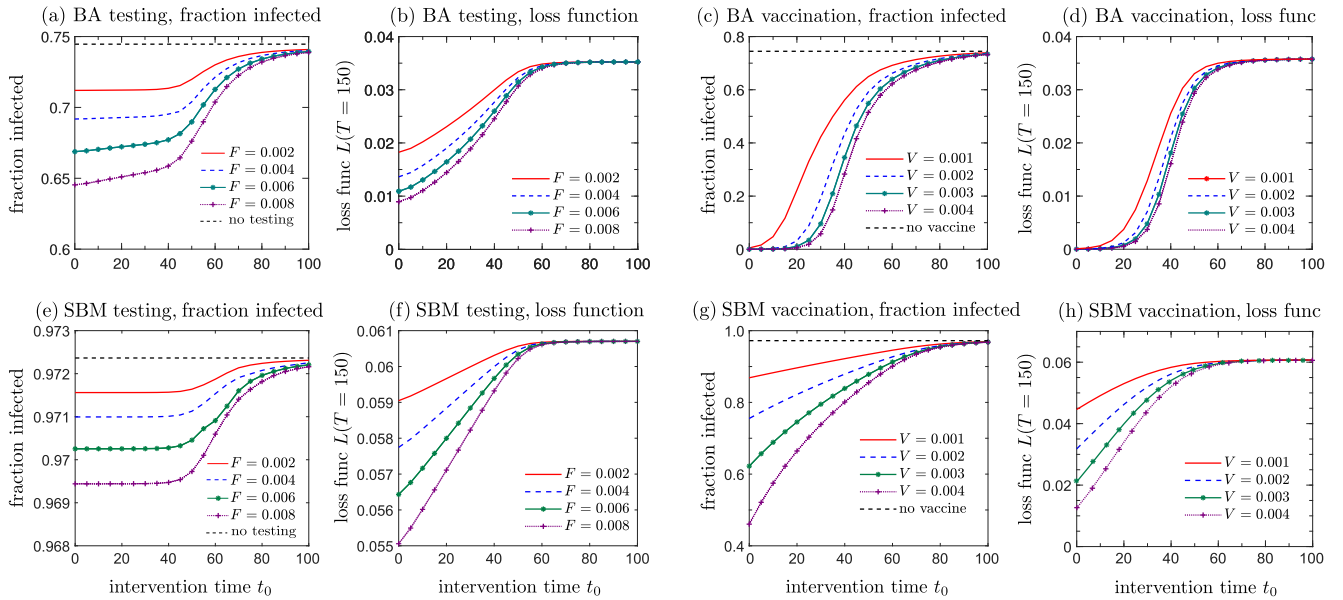 (a) BA testing, fraction infected
fraction infected
0.75
0.7
0.65
0.6
F = 0.002
F = 0.004
F = 0.006
F = 0.008
no testing
0 20 40 60 80 100
(b) BA testing, loss function
loss func L(T = 150)
0.04
0.03
0.02
0.01
0
F = 0.002
F = 0.004
F = 0.006
F = 0.008
0 20 40 60 80 100
(c) BA vaccination, fraction infected
fraction infected
0.8
0.6
0.4
0.2
0
V = 0.001
V = 0.002
V = 0.003
V = 0.004
no vaccine
0 20 40 60 80 100
(d) BA vaccination, loss func
loss func L(T = 150)
0.04
0.03
0.02
0.01
0
V = 0.001
V = 0.002
V = 0.003
V = 0.004
0 20 40 60 80 100
(e) SBM testing, fraction infected
fraction infected
0.973
0.972
0.971
0.97
0.969
0.968
F = 0.002
F = 0.004
F = 0.006
F = 0.008
no testing
0 20 40 60 80 100
intervention time t₀
(f) SBM testing, loss function
loss func L(T = 150)
0.061
0.06
0.059
0.058
0.057
0.056
0.055
F = 0.002
F = 0.004
F = 0.006
F = 0.008
0 20 40 60 80 100
intervention time t₀
(g) SBM vaccination, fraction infected
fraction infected
1.0
0.9
0.8
0.7
0.6
0.4
V = 0.001
V = 0.002
V = 0.003
V = 0.004
no vaccine
0 20 40 60 80 100
intervention time t₀
(h) SBM vaccination, loss func
loss func L(T = 150)
0.06
0.04
0.02
0
V = 0.001
V = 0.002
V = 0.003
V = 0.004
0 20 40 60 80 100
intervention time t₀